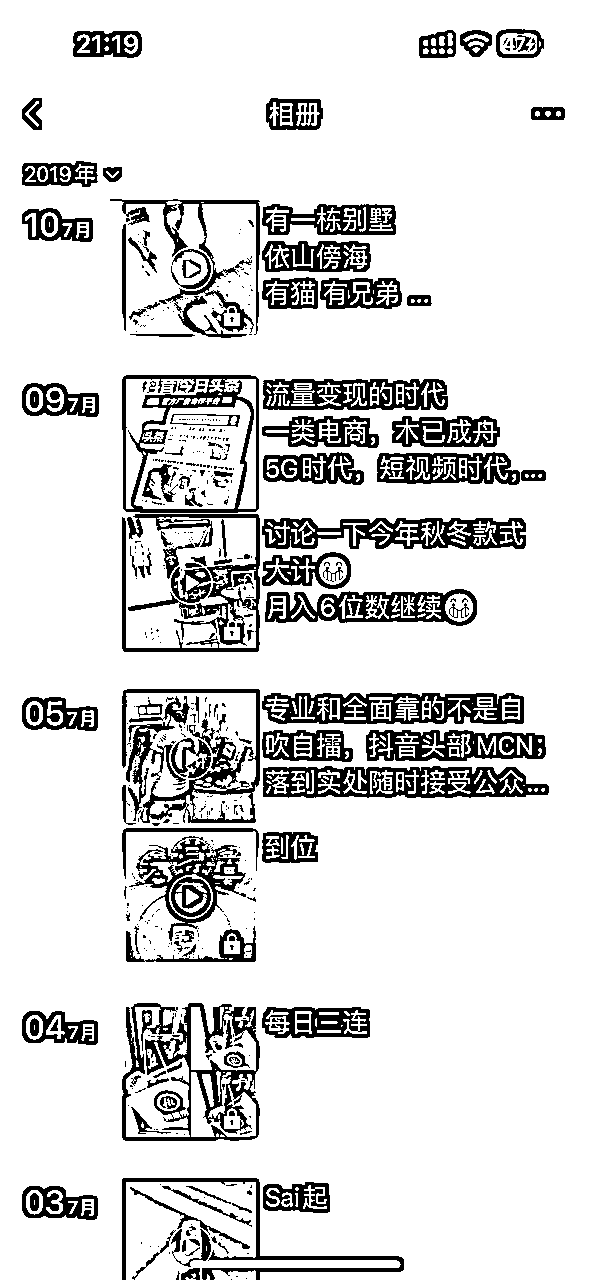 21:19
47
相册
2019年
10 7月
有一栋别墅
依山傍海
有猫 有兄弟 ...
09 7月
抖音今日头条
头条
流量变现的时代
一类电商，木已成舟
5G时代，短视频时代，...
讨论一下今年秋冬款式
大计
月入6位数继续
05 7月
专业和全面靠的不是自
吹自播，抖音头部 MCN；
落到实处随时接受公众...
到位
04 7月
每日三连
03 7月
Sai起